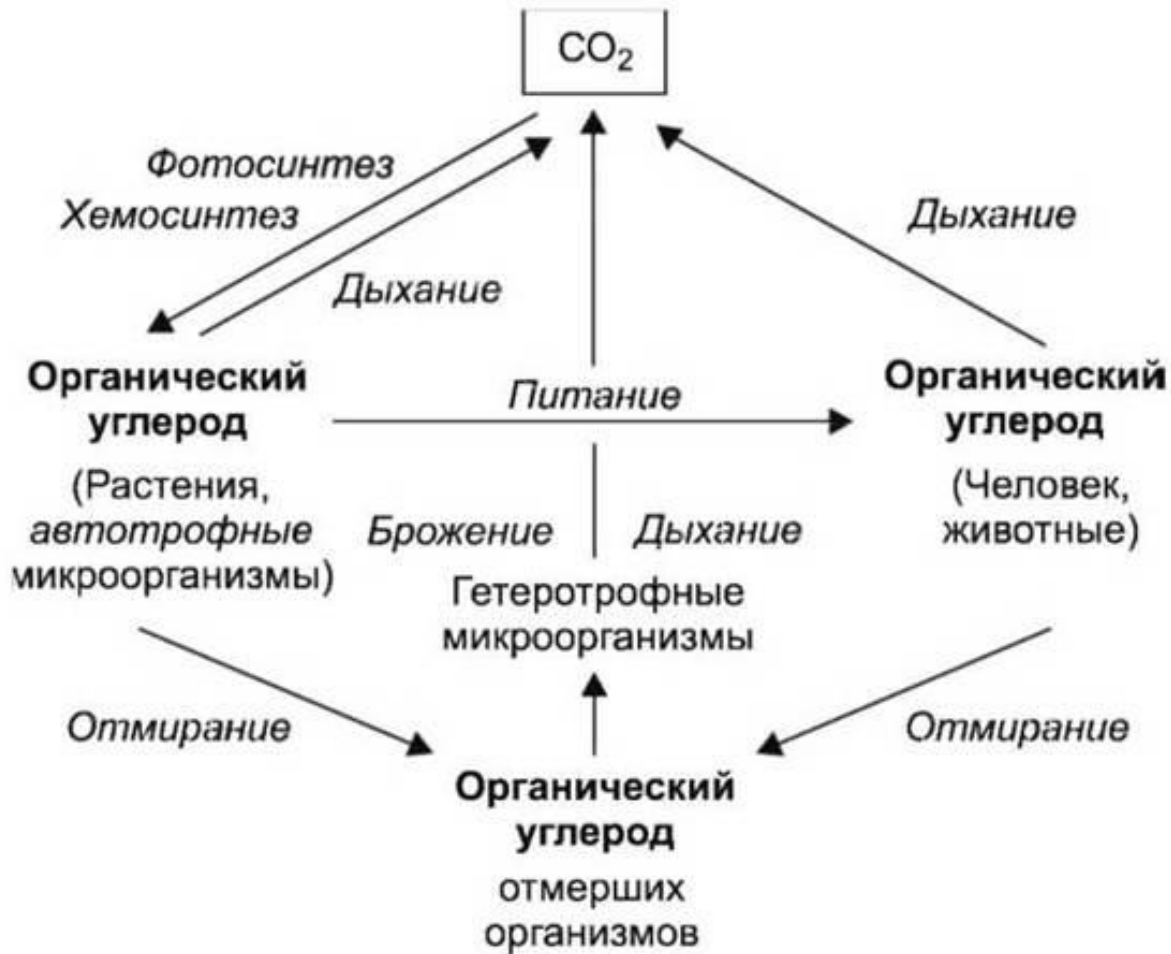 CO₂
Фотосинтез
Хемосинтез
Дыхание
Дыхание
Органический
углерод
(Растения,
автотрофные
микроорганизмы)
Питание
Органический
углерод
(Человек,
животные)
Брожение
Дыхание
Гетеротрофные
микроорганизмы
Отмирание
Отмирание
Органический
углерод
отмерших
организмов